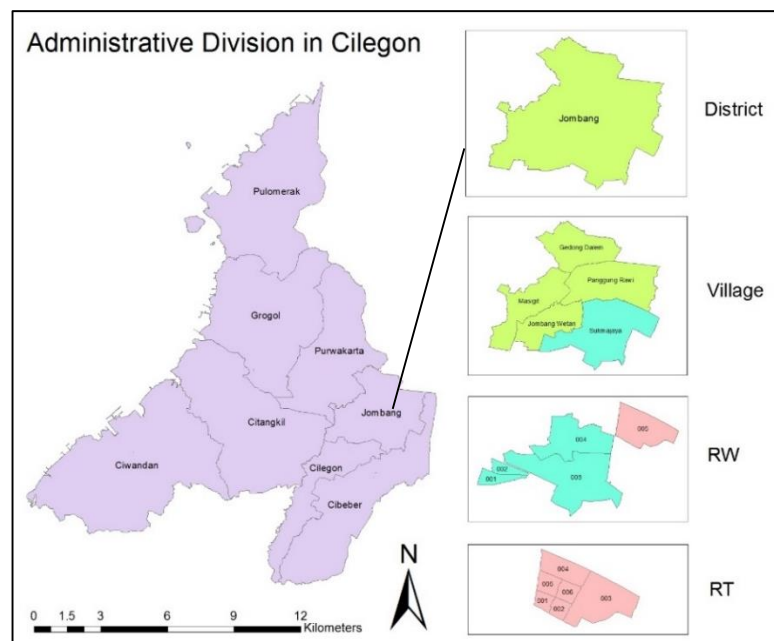 Administrative Division in Cilegon
Pulomerak
Grogol
Purwakarta
Jombang
Citangkil
Ciwandan
Cilegon
Cibeber
N
0 1.5 3 6 9 12
Kilometers
Jombang
District
Gedong Dalem
Panggung Rawi
Masigit
Jombang Wetan
Sukmajaya
Village
005
004
002
001
003
RW
004
005
006
003
001
002
RT